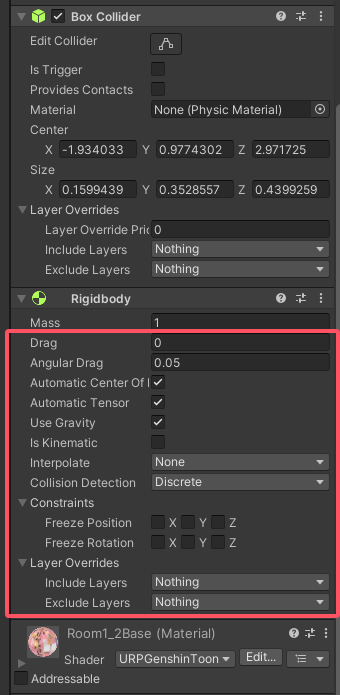 Box Collider
Edit Collider
Is Trigger
Provides Contacts
Material None (Physic Material)
Center
X -1.934033 Y 0.9774302 Z 2.971725
Size
X 0.1599439 Y 0.3528557 Z 0.4399259
Layer Overrides
Layer Override Pric 0
Include Layers Nothing
Exclude Layers Nothing
Rigidbody
Mass 1
Drag 0
Angular Drag 0.05
Automatic Center Of
Automatic Tensor
Use Gravity
Is Kinematic
Interpolate None
Collision Detection Discrete
Constraints
Freeze Position X Y Z
Freeze Rotation X Y Z
Layer Overrides
Include Layers Nothing
Exclude Layers Nothing
Room1_2Base (Material)
Shader URPGenshinToon Edit...
Addressable